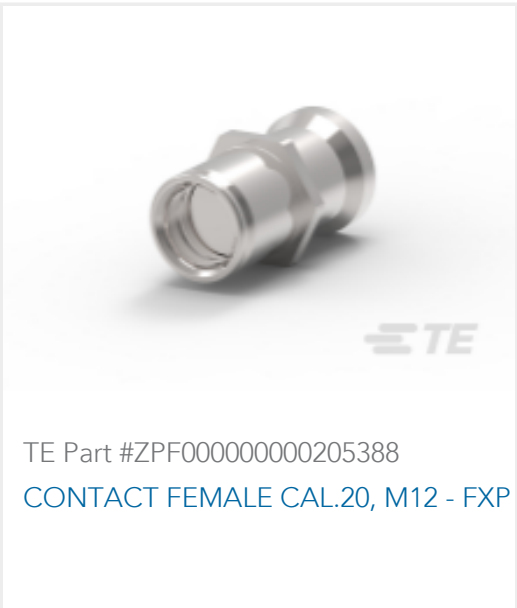 TE
TE Part #ZPF000000000205388
CONTACT FEMALE CAL.20, M12 - FXP